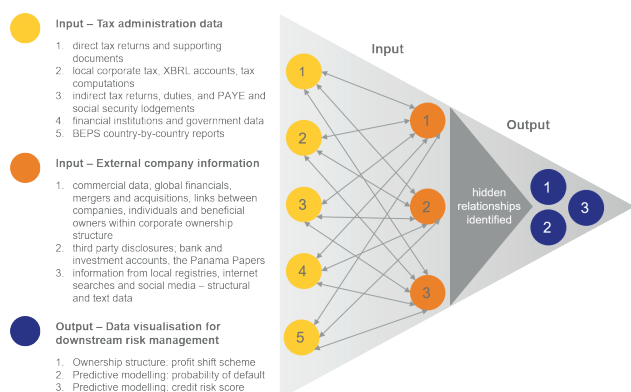 Input – Tax administration data
1. direct tax returns and supporting
documents
2. local corporate tax, XBRL accounts, tax
computations
3. indirect tax returns, duties, and PAYE and
social security lodgements
4. financial institutions and government data
5. BEPS country-by-country reports
Input – External company information
1. commercial data; global financials,
mergers and acquisitions, links between
companies, individuals and beneficial
owners within corporate ownership
structure
2. third party disclosures; bank and
investment accounts, the Panama Papers
3. information from local registries, internet
searches and social media – structural
and text data
Output – Data visualisation for
downstream risk management
1. Ownership structure: profit shift scheme
2. Predictive modelling: probability of default
3. Predictive modelling: credit risk score
Input
1
2
3
4
5
1
2
3
hidden
relationships
identified
Output
1
2
3